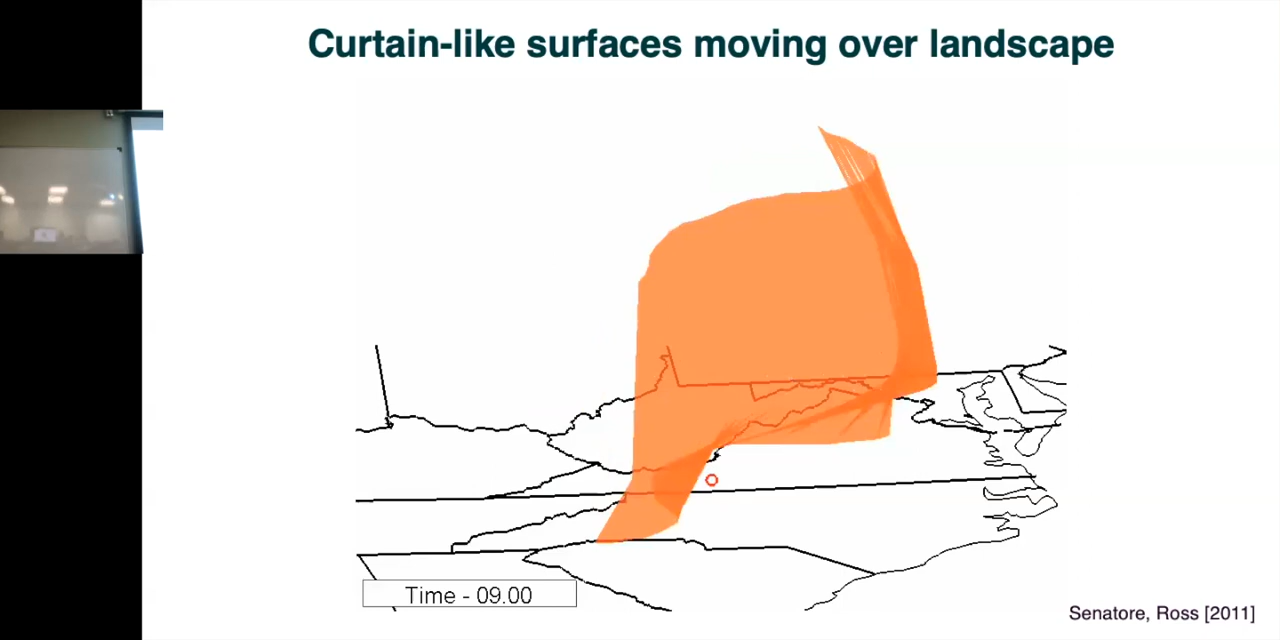 Curtain-like surfaces moving over landscape
Time - 09.00
Senatore, Ross [2011]